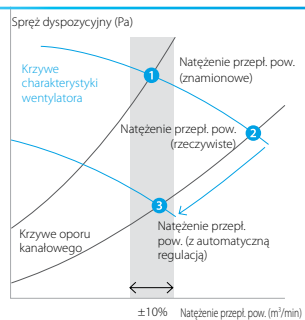 Spręż dyspozycyjny (Pa)
Krzywe
charakterystyki
wentylatora
1
Natężenie przepł. pow.
(znamionowe)
Natężenie przepł. pow.
(rzeczywiste)
2
3
Krzywe oporu
kanałowego
Natężenie przepł.
pow. (z automatyczną
regulacją)
±10%
Natężenie przepł. pow. (m³/min)